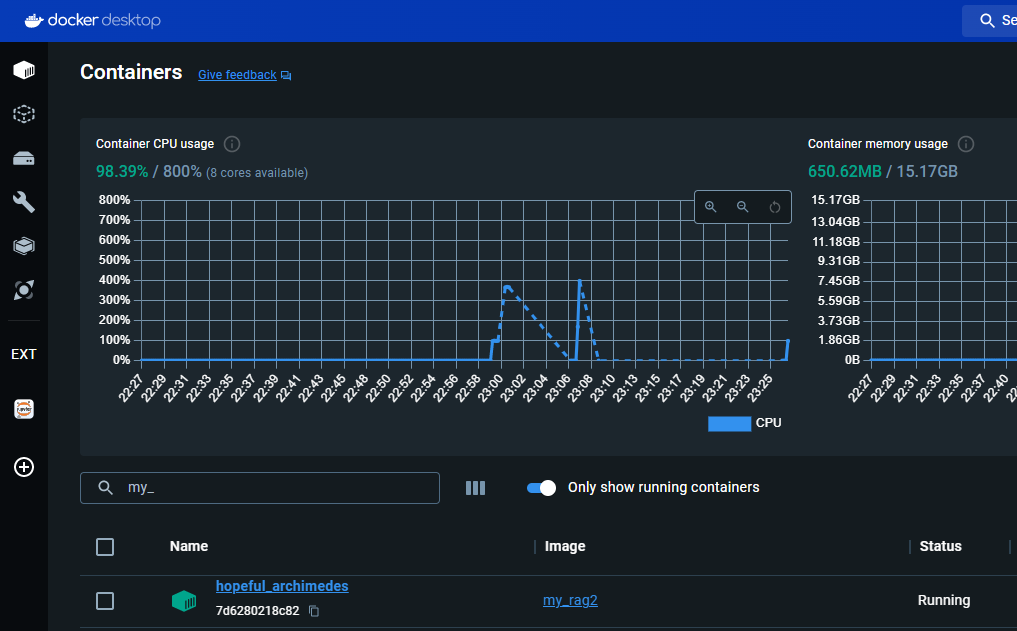 docker desktop
Se
Containers
Give feedback
Container CPU usage
98.39% / 800% (8 cores available)
800%
700%
600%
500%
400%
300%
200%
100%
0%
22:27
22:29
22:31
22:33
22:35
22:37
22:39
22:41
22:43
22:45
22:48
22:50
22:52
22:54
22:56
22:58
23:00
23:02
23:04
23:06
23:08
23:10
23:13
23:15
23:17
23:19
23:21
23:23
23:25
CPU
Container memory usage
650.62MB / 15.17GB
15.17GB
13.04GB
11.18GB
9.31GB
7.45GB
5.59GB
3.73GB
1.86GB
0B
22:27
22:29
22:31
22:33
22:35
22:37
22:40
EXT
my_
Only show running containers
Name
Image
Status
hopeful_archimedes
my_rag2
Running
7d6280218c82